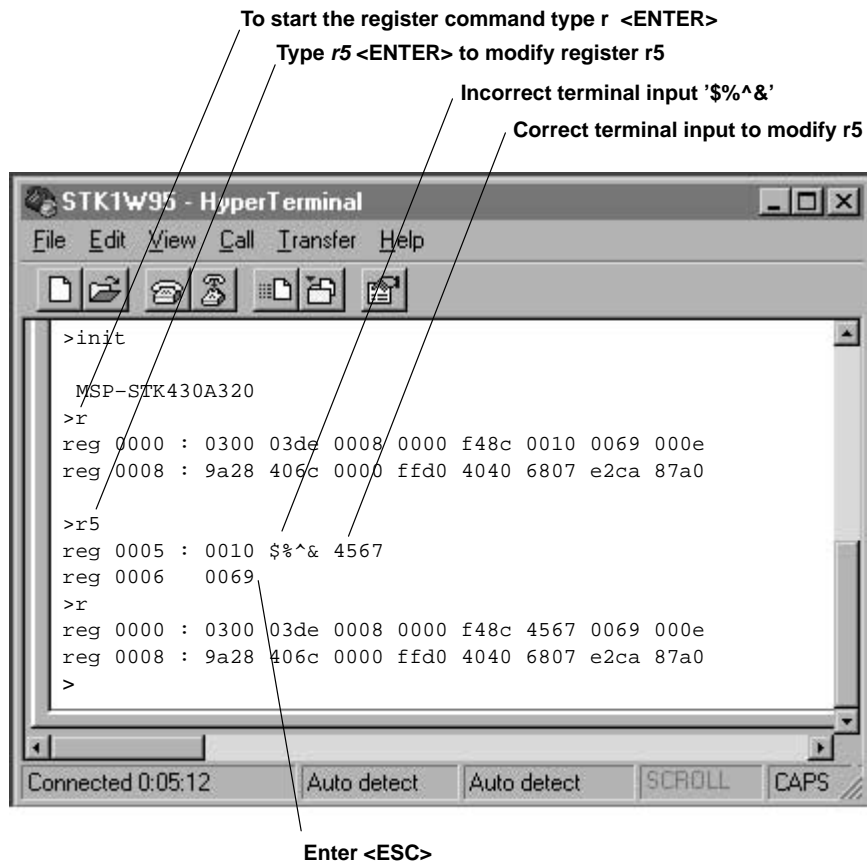 To start the register command type r <ENTER>
Type r5 <ENTER> to modify register r5
Incorrect terminal input '$%^&'
Correct terminal input to modify r5
STK1W95 - HyperTerminal
File Edit View Call Transfer Help
>init
MSP-STK430A320
>r
reg 0000 : 0300 03de 0008 0000 f48c 0010 0069 000e
reg 0008 : 9a28 406c 0000 ffd0 4040 6807 e2ca 87a0
>r5
reg 0005 : 0010 $%^& 4567
reg 0006 0069
>r
reg 0000 : 0300 03de 0008 0000 f48c 4567 0069 000e
reg 0008 : 9a28 406c 0000 ffd0 4040 6807 e2ca 87a0
>
Connected 0:05:12 Auto detect Auto detect SCROLL CAPS
Enter <ESC>